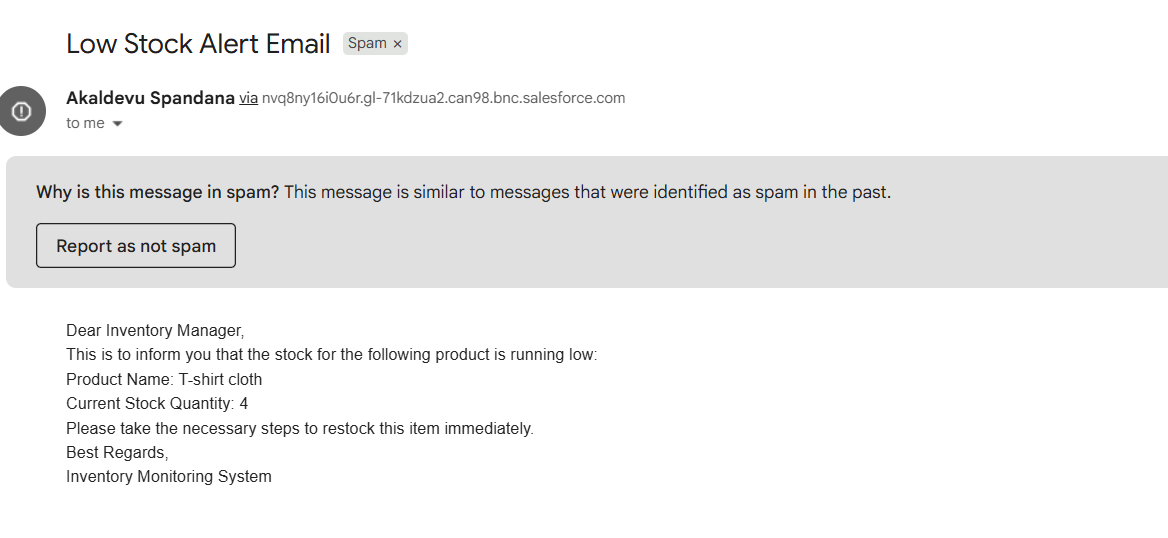 Low Stock Alert Email Spam ×
Akaldevu Spandana via nvq8ny16i0u6r.gl-71kdzua2.can98.bnc.salesforce.com
to me
Why is this message in spam? This message is similar to messages that were identified as spam in the past.
Report as not spam
Dear Inventory Manager,
This is to inform you that the stock for the following product is running low:
Product Name: T-shirt cloth
Current Stock Quantity: 4
Please take the necessary steps to restock this item immediately.
Best Regards,
Inventory Monitoring System